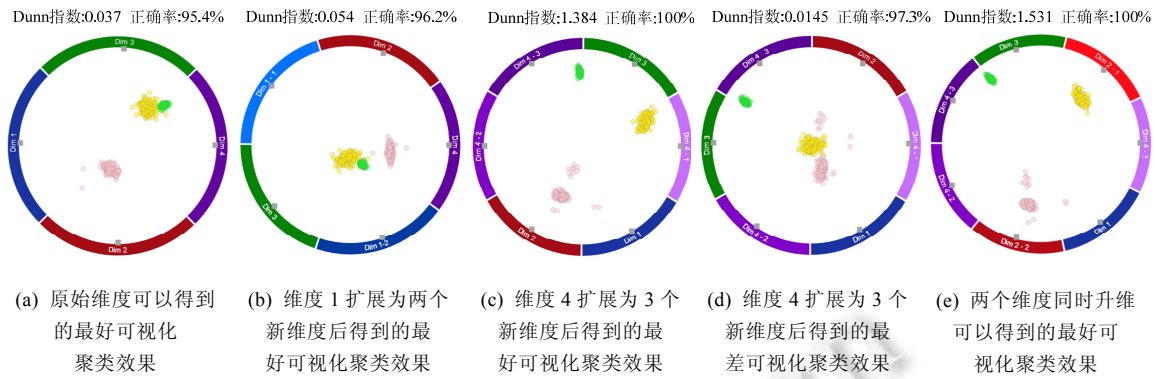 Dunn指数:0.037 正确率:95.4%
Dunn指数:0.054 正确率:96.2%
Dunn指数:1.384 正确率:100%
Dunn指数:0.0145 正确率:97.3%
Dunn指数:1.531 正确率:100%
Dim 3
Dim 1
Dim 4
Dim 2
Dim 2
Dim 1 - 1
Dim 4
Dim 3
Dim 1-2
Dim 4 - 3
Dim 3
Dim 4 - 2
Dim 4 - 1
Dim 2
Dim 1
Dim 4 - 3
Dim 2
Dim 3
Dim 4 - 1
Dim 4 - 2
Dim 1
Dim 3
Dim 2 - 1
Dim 4 - 3
Dim 4 - 1
Dim 4 - 2
Dim 2 - 2
Dim 1
(a) 原始维度可以得到
的最好可视化
聚类效果
(b) 维度 1 扩展为两个
新维度后得到的最
好可视化聚类效果
(c) 维度 4 扩展为 3 个
新维度后得到的最
好可视化聚类效果
(d) 维度 4 扩展为 3 个
新维度后得到的最
差可视化聚类效果
(e) 两个维度同时升维
可以得到的最好可
视化聚类效果